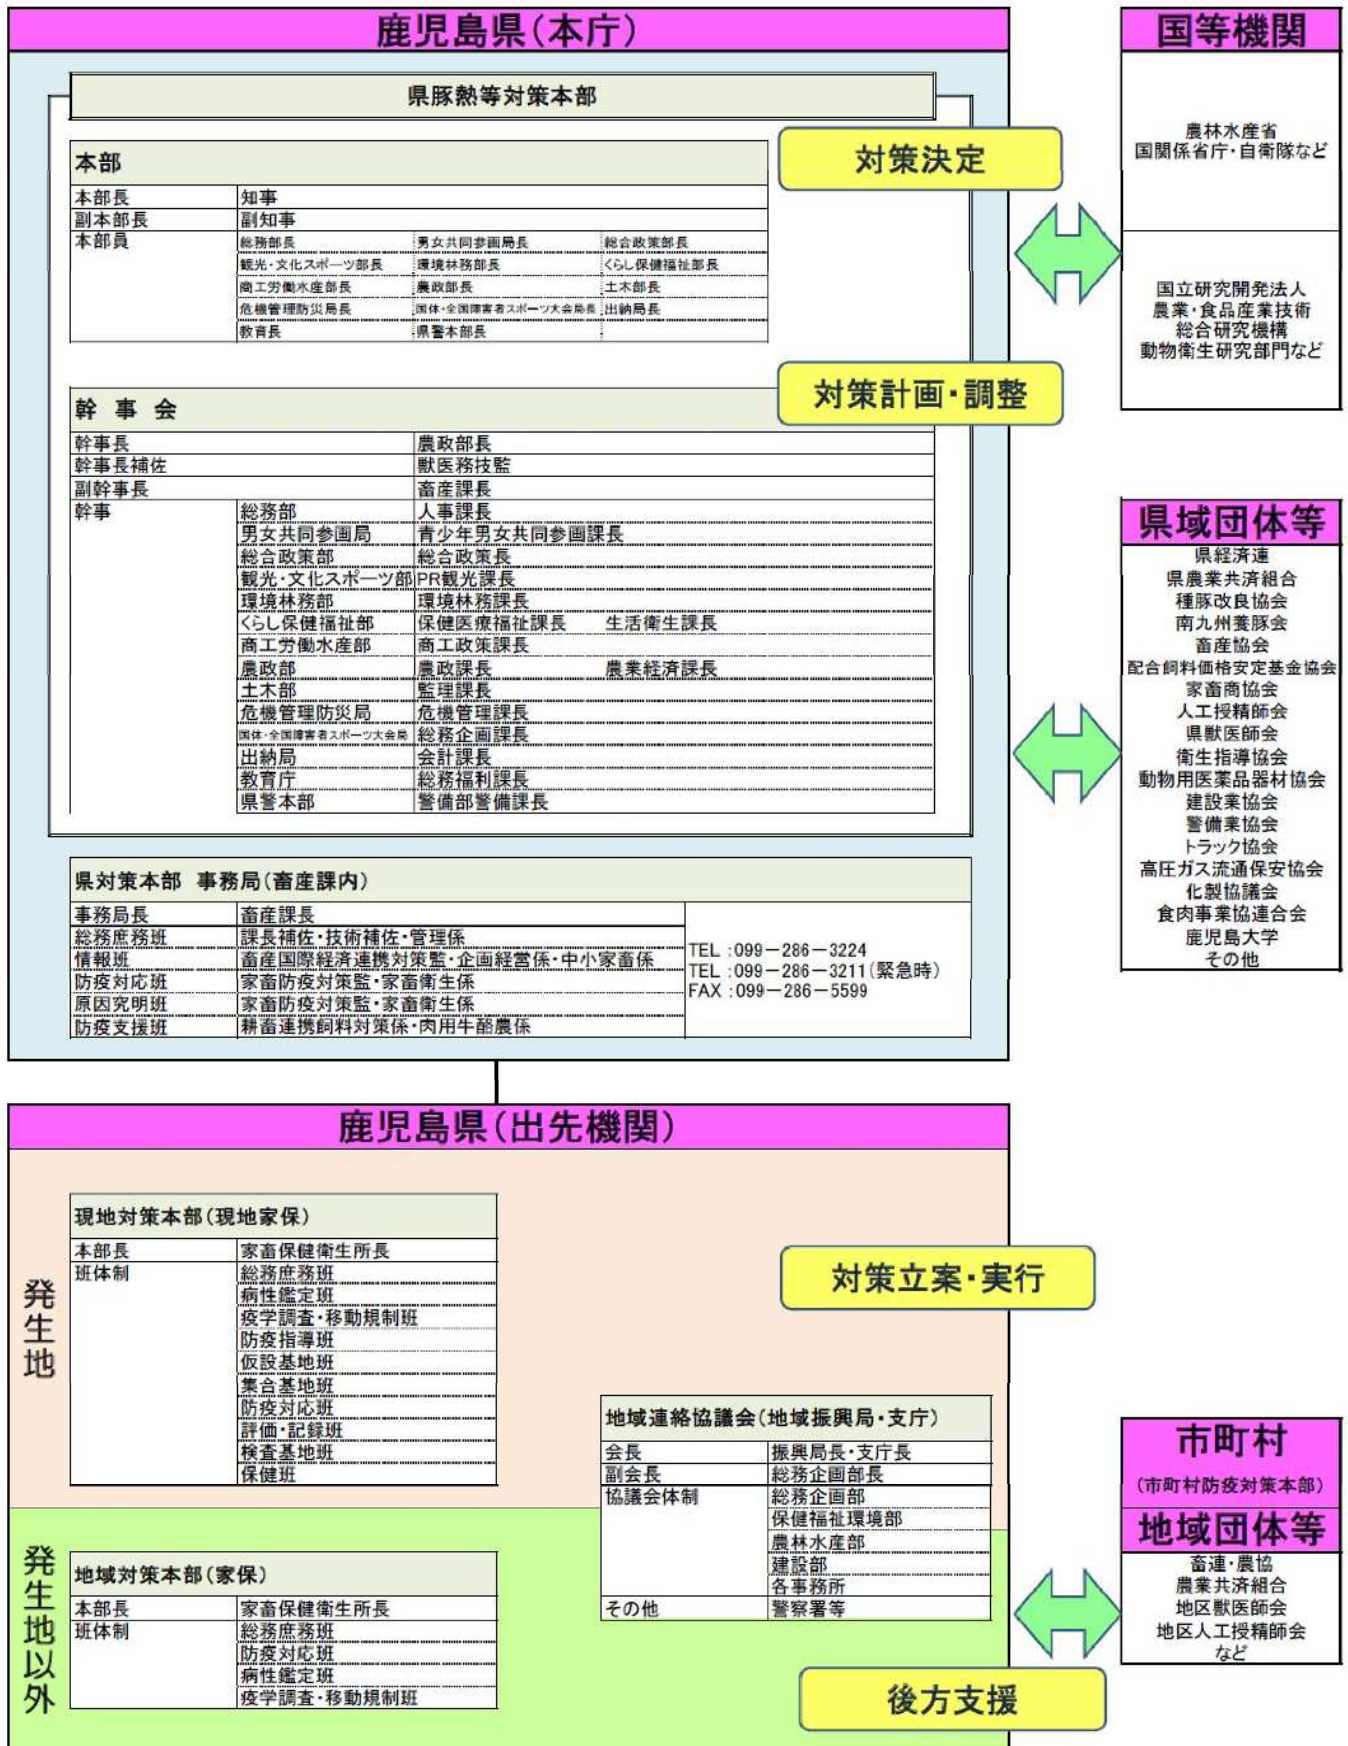 鹿児島県(本庁)
県豚熱等対策本部
対策決定
本部
本部長 知事
副本部長 副知事
本部員 総務部長 男女共同参画局長 総合政策部長
観光・文化スポーツ部長 環境林務部長 くらし保健福祉部長
商工労働水産部長 農政部長 土木部長
危機管理防災局長 国体・全国障害者スポーツ大会局長 出納局長
教育長 県警本部長
対策計画・調整
幹 事 会
幹事長 農政部長
幹事長補佐 獣医務技監
副幹事長 畜産課長
幹事 総務部 人事課長
男女共同参画局 青少年男女共同参画課長
総合政策部 総合政策長
観光・文化スポーツ部 PR観光課長
環境林務部 環境林務課長
くらし保健福祉部 保健医療福祉課長 生活衛生課長
商工労働水産部 商工政策課長
農政部 農政課長 農業経済課長
土木部 監理課長
危機管理防災局 危機管理課長
国体・全国障害者スポーツ大会局 総務企画課長
出納局 会計課長
教育庁 総務福利課長
県警本部 警備部警備課長
県対策本部 事務局(畜産課内)
事務局長 畜産課長
総務庶務班 課長補佐・技術補佐・管理係
情報班 畜産国際経済連携対策監・企画経営係・中小家畜係
防疫対応班 家畜防疫対策監・家畜衛生係
原因究明班 家畜防疫対策監・家畜衛生係
防疫支援班 耕畜連携飼料対策係・肉用牛酪農係
TEL :099-286-3224
TEL :099-286-3211(緊急時)
FAX :099-286-5599
国等機関
農林水産省
国関係省庁・自衛隊など
国立研究開発法人
農業・食品産業技術
総合研究機構
動物衛生研究部門など
県域団体等
県経済連
県農業共済組合
種豚改良協会
南九州養豚会
畜産協会
配合飼料価格安定基金協会
家畜商協会
人工授精師会
県獣医師会
衛生指導協会
動物用医薬品器材協会
建設業協会
警備業協会
トラック協会
高圧ガス流通保安協会
化製協議会
食肉事業協連合会
鹿児島大学
その他
鹿児島県(出先機関)
発生地
現地対策本部(現地家保)
本部長 家畜保健衛生所長
班体制 総務庶務班
病性鑑定班
疫学調査・移動規制班
防疫指導班
仮設基地班
集合基地班
防疫対応班
評価・記録班
検査基地班
保健班
対策立案・実行
地域連絡協議会(地域振興局・支庁)
会長 振興局長・支庁長
副会長 総務企画部長
協議会体制 総務企画部
保健福祉環境部
農林水産部
建設部
各事務所
その他 警察署等
発生地以外
地域対策本部(家保)
本部長 家畜保健衛生所長
班体制 総務庶務班
防疫対応班
病性鑑定班
疫学調査・移動規制班
後方支援
市町村
(市町村防疫対策本部)
地域団体等
畜連・農協
農業共済組合
地区獣医師会
地区人工授精師会
など